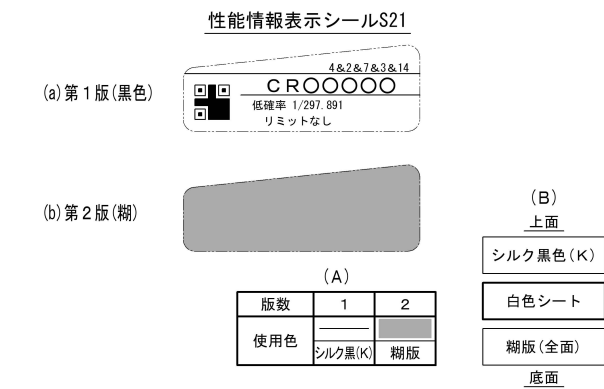 性能情報表示シールS21
(a)第1版(黒色)
4&2&7&3&14
CR〇〇〇〇〇
低確率 1/297.891
リミットなし
(b)第2版(糊)
(A)
版数 1 2
使用色 シルク黒(K) 糊版
(B)
上面
シルク黒色(K)
白色シート
糊版(全面)
底面